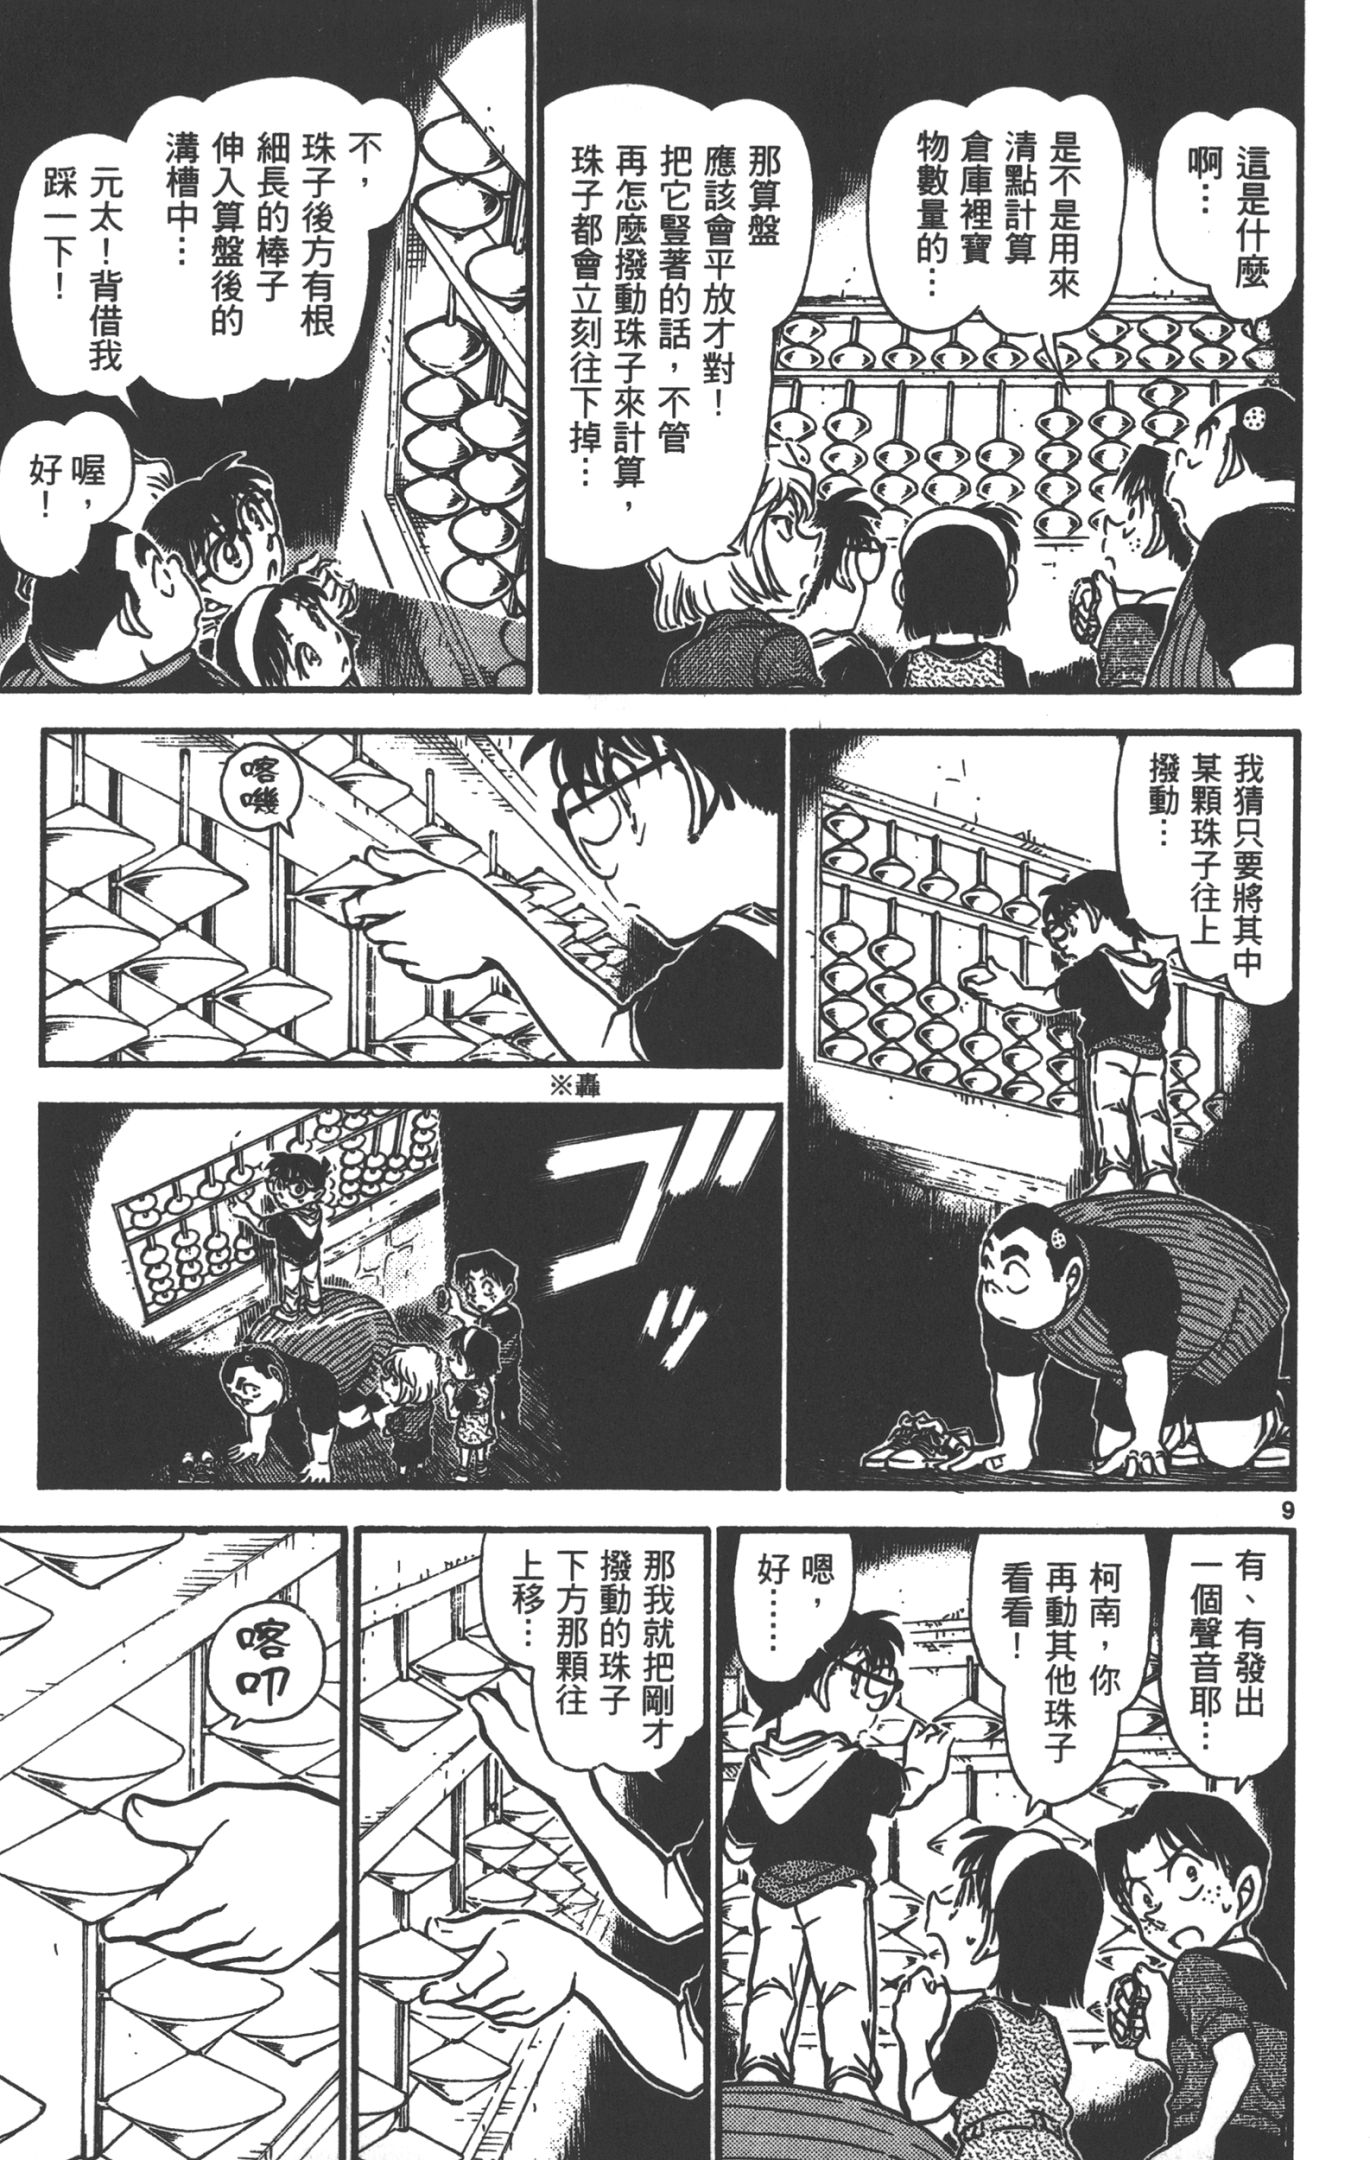 這是什麼
啊…
是不是用來
清點計算
倉庫裡寶
物數量的…
那算盤
應該會平放才對！
把它豎著的話，不管
再怎麼撥動珠子來計算，
珠子都會立刻往下掉…
不，
珠子後方有根
細長的棒子
伸入算盤後的
溝槽中…
元太！背借我
踩一下！
喔，
好！
我猜只要將其中
某顆珠子往上
撥動…
喀嘰
※轟
ゴゴ
9
有、有發出
一個聲音耶…
柯南，你
再動其他珠子
看看！
嗯，
好……
那我就把剛才
撥動的珠子
下方那顆往
上移…
喀叩